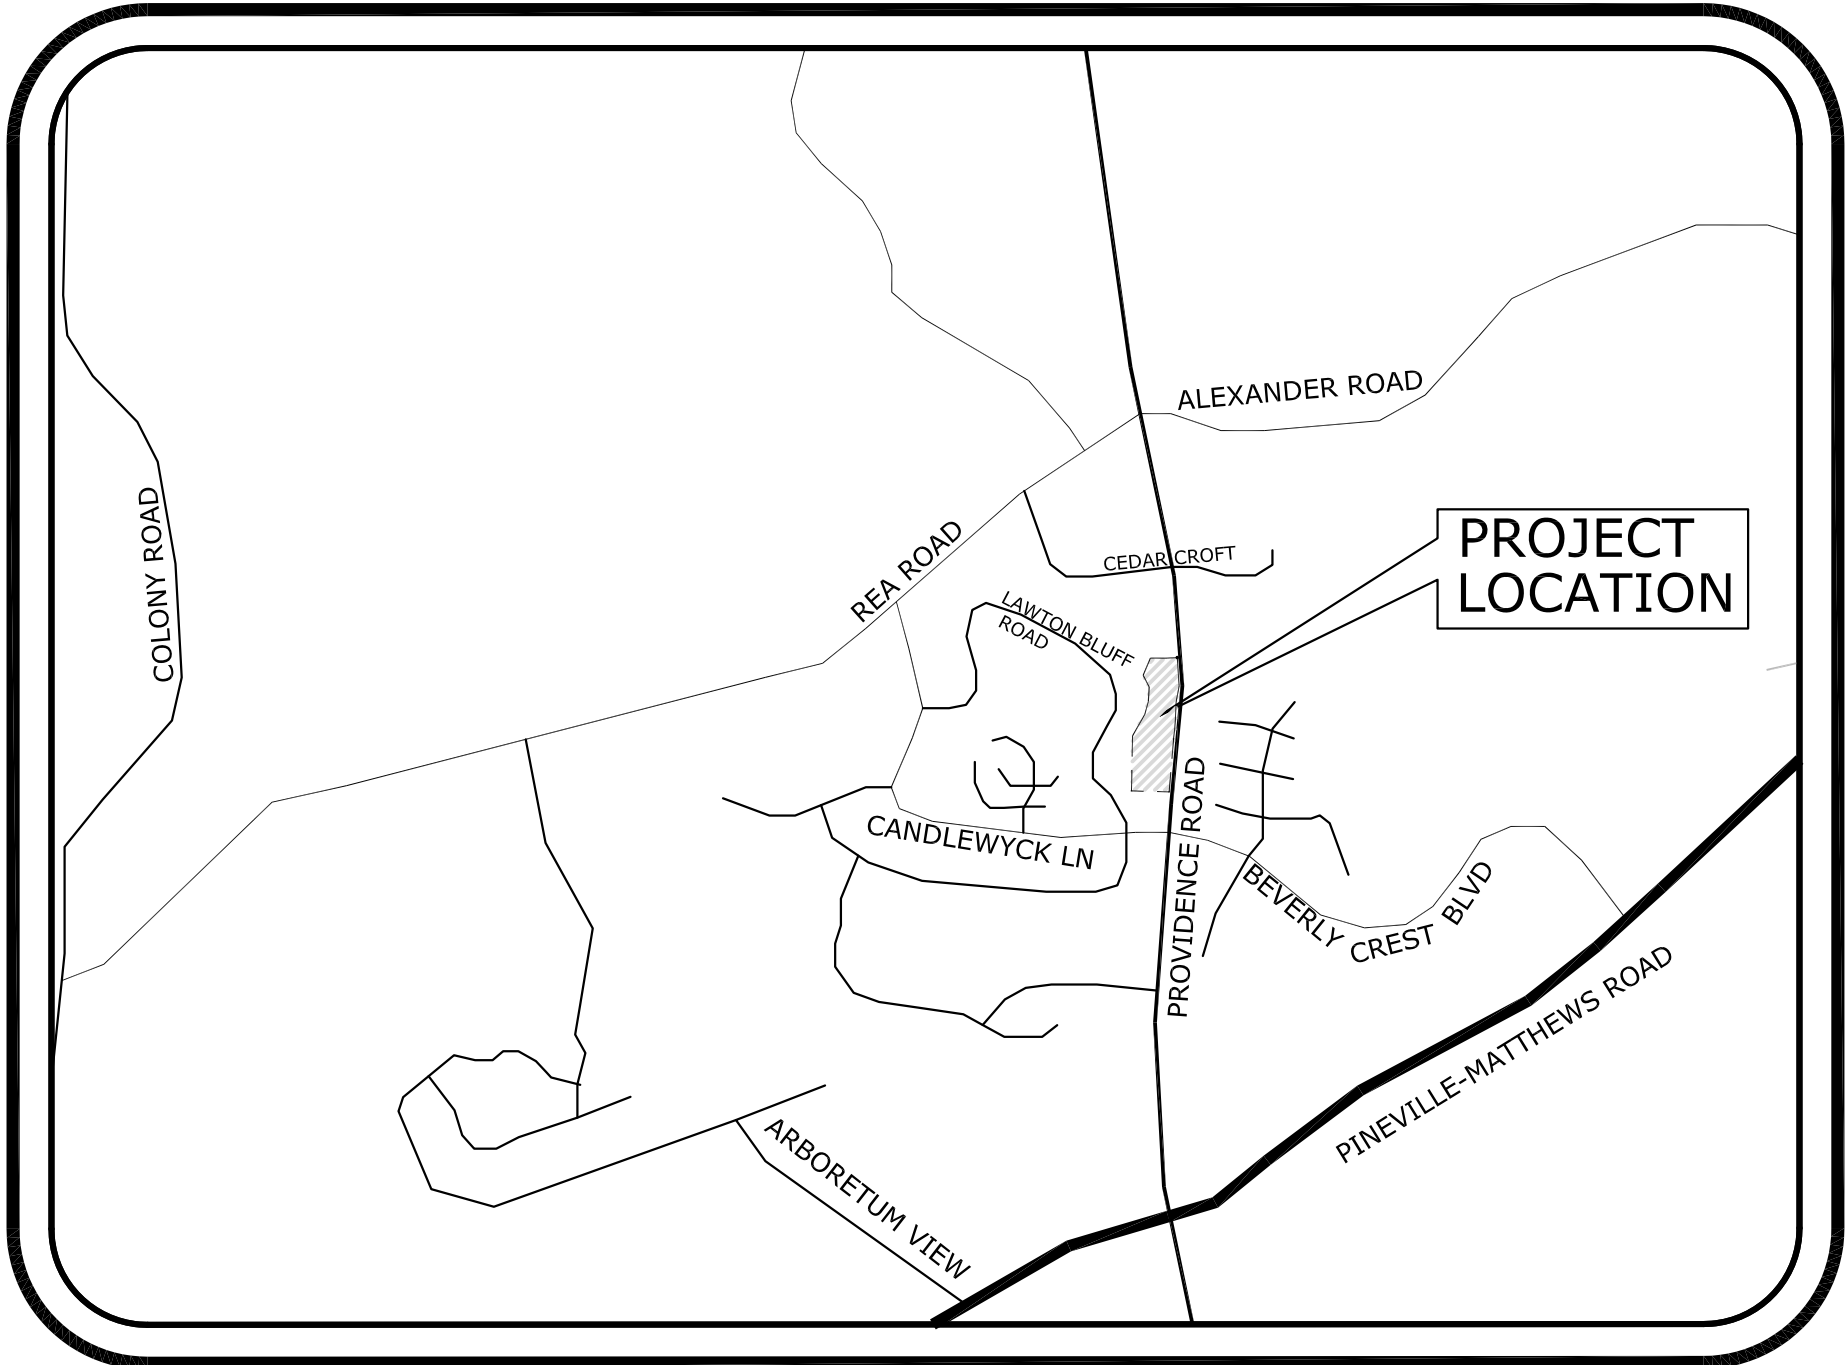 ALEXANDER ROAD
COLONY ROAD
REA ROAD
CEDAR CROFT
PROJECT
LOCATION
LAWTON BLUFF
ROAD
CANDLEWYCK LN
PROVIDENCE ROAD
BEVERLY CREST BLVD
PINEVILLE-MATTHEWS ROAD
ARBORETUM VIEW